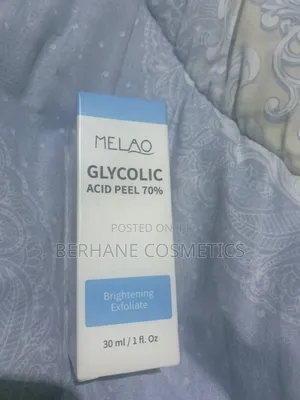 MELAO
GLYCOLIC
ACID PEEL 70%
POSTED ON
BERHANE COSMETICS
Brightening
Exfoliate
30 ml / 1 fl. Oz